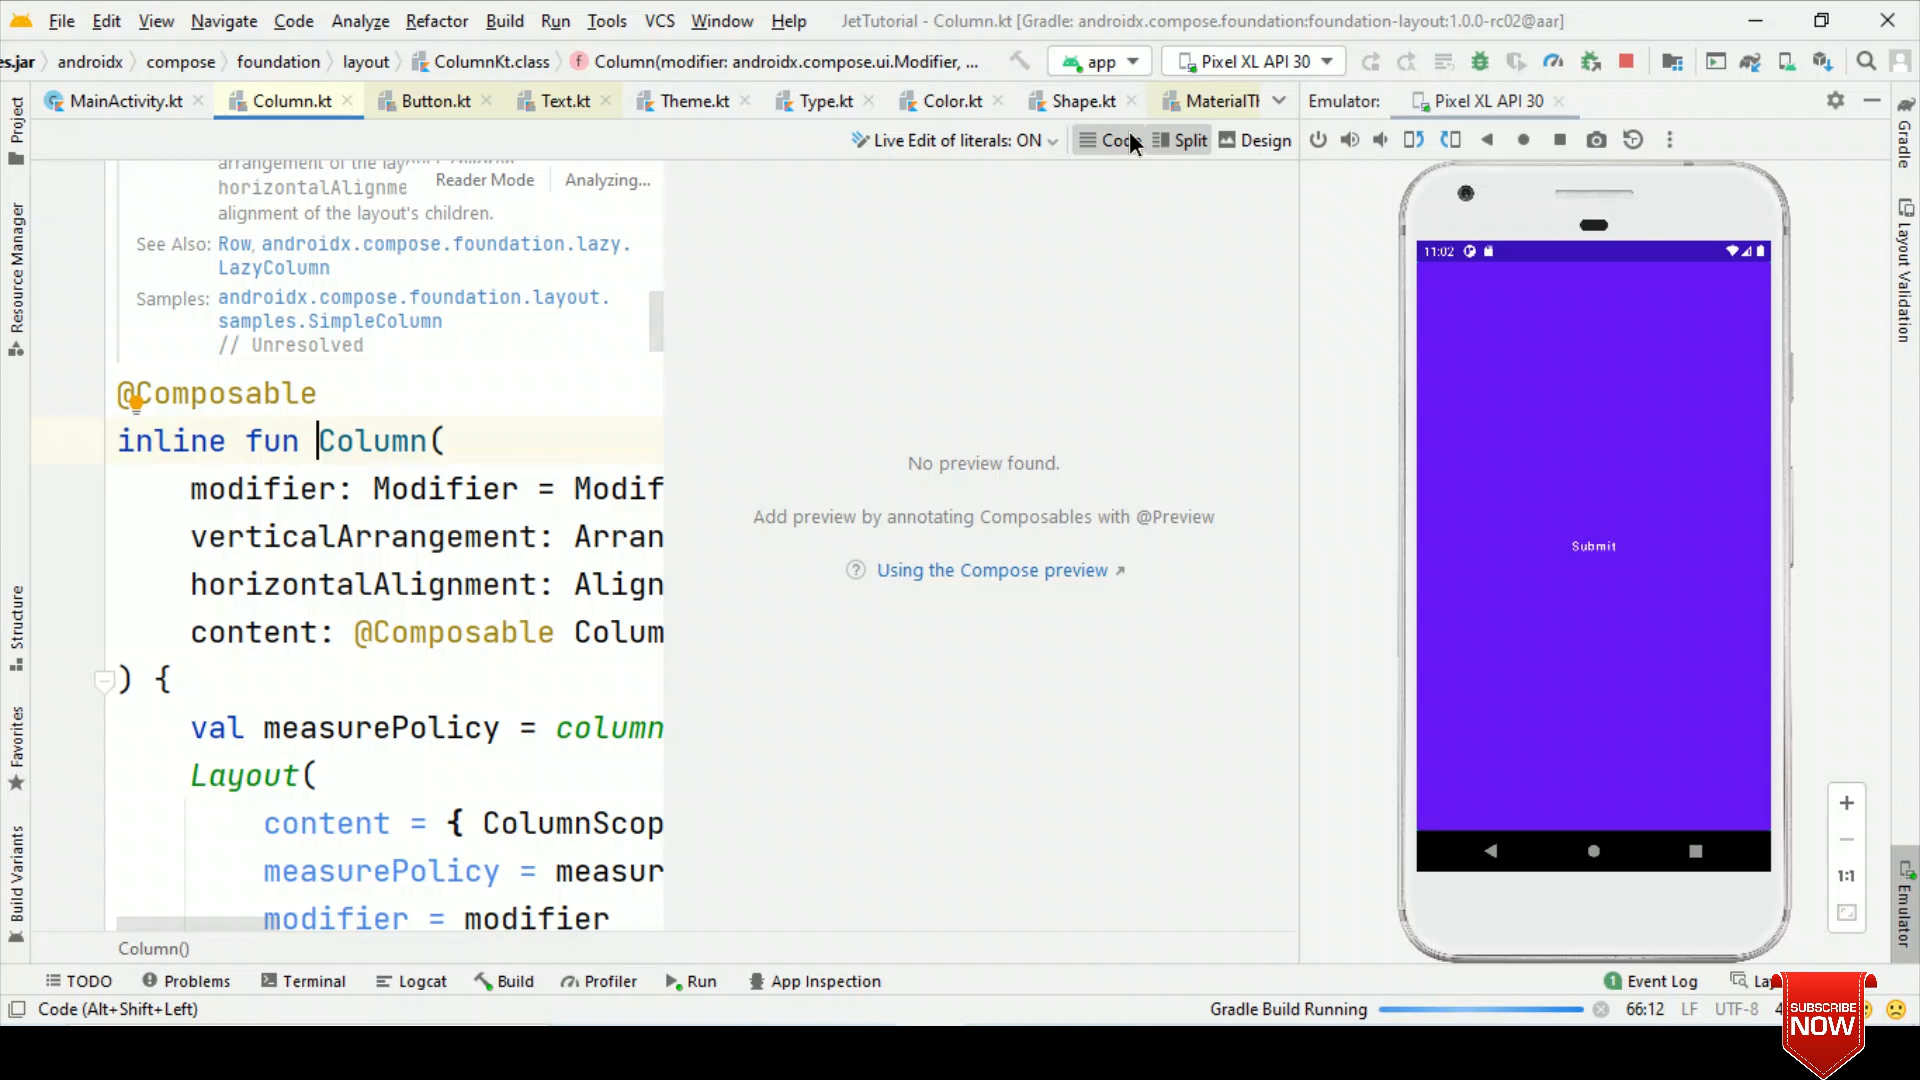 File Edit View Navigate Code Analyze Refactor Build Run Tools VCS Window Help JetTutorial - Column.kt [Gradle: androidx.compose.foundation:foundation-layout:1.0.0-rc02@aar]
es.jar androidx compose foundation layout ColumnKt.class Column(modifier: androidx.compose.ui.Modifier, ... app Pixel XL API 30
MainActivity.kt Column.kt Button.kt Text.kt Theme.kt Type.kt Color.kt Shape.kt MaterialTh Emulator: Pixel XL API 30
Live Edit of literals: ON Code Split Design
arrangement of the layout's children.
horizontalAlignme Reader Mode Analyzing...
alignment of the layout's children.
See Also: Row, androidx.compose.foundation.lazy.
LazyColumn
Samples: androidx.compose.foundation.layout.
samples.SimpleColumn
// Unresolved
@Composable
inline fun Column(
modifier: Modifier = Modif
verticalArrangement: Arran
horizontalAlignment: Align
content: @Composable Colum
) {
val measurePolicy = column
Layout(
content = { ColumnScop
measurePolicy = measur
modifier = modifier
Column()
No preview found.
Add preview by annotating Composables with @Preview
Using the Compose preview
11:02
Submit
1:1
Project
Resource Manager
Structure
Favorites
Build Variants
Gradle
Layout Validation
Emulator
TODO Problems Terminal Logcat Build Profiler Run App Inspection 1 Event Log Lay
Code (Alt+Shift+Left) Gradle Build Running 66:12 LF UTF-8 4
SUBSCRIBE
NOW